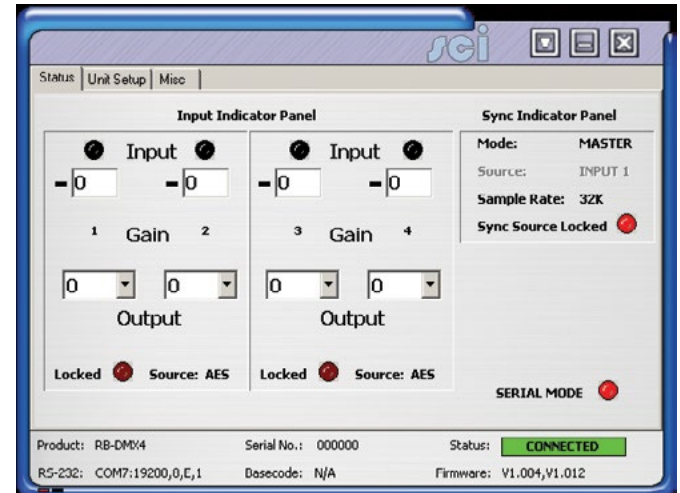 sci
Status Unit Setup Misc
Input Indicator Panel
Sync Indicator Panel
Input
Input
Mode: MASTER
Source: INPUT 1
Sample Rate: 32K
Sync Source Locked
- 0 - 0
- 0 - 0
1 Gain 2
3 Gain 4
0 0
0 0
Output
Output
Locked Source: AES
Locked Source: AES
SERIAL MODE
Product: RB-DMX4 Serial No.: 000000 Status: CONNECTED
RS-232: COM7:19200,0,E,1 Basecode: N/A Firmware: V1.004,V1.012